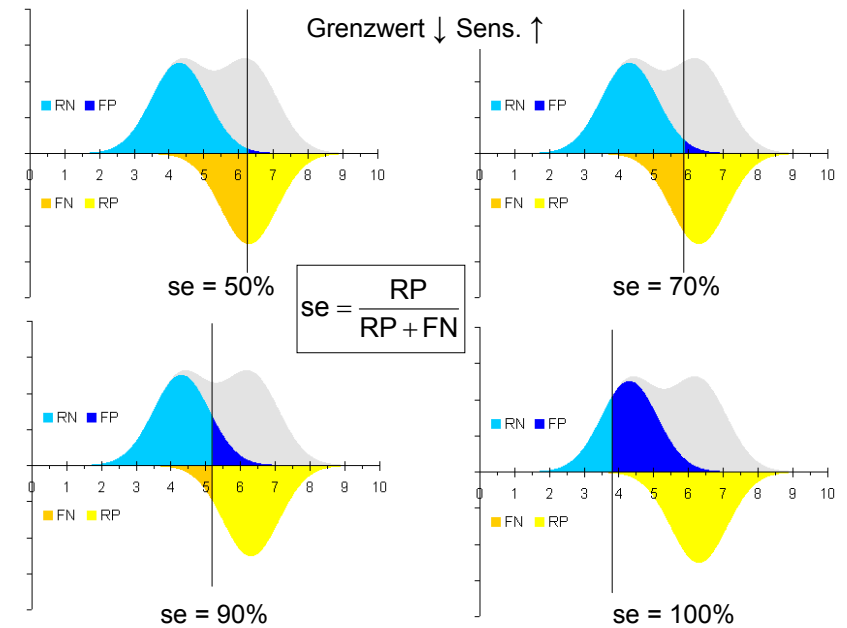 Grenzwert ↓ Sens. ↑
RN FP
0 1 2 3 4 5 6 7 8 9 10
FN RP
se = 50%
RN FP
0 1 2 3 4 5 6 7 8 9 10
FN RP
se = 70%
se = RP / RP + FN
RN FP
0 1 2 3 4 5 6 7 8 9 10
FN RP
se = 90%
RN FP
0 1 2 3 4 5 6 7 8 9 10
FN RP
se = 100%